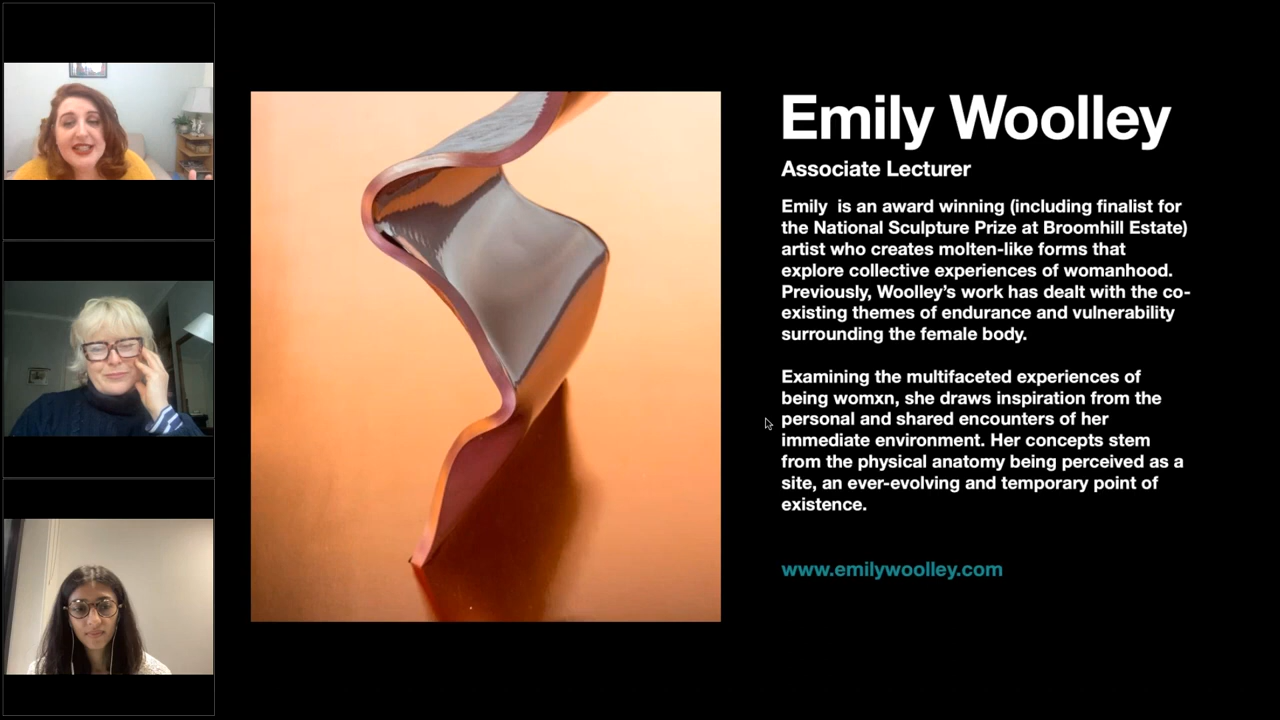 Emily Woolley
Associate Lecturer
Emily  is an award winning (including finalist for
the National Sculpture Prize at Broomhill Estate)
artist who creates molten-like forms that
explore collective experiences of womanhood.
Previously, Woolley’s work has dealt with the co-
existing themes of endurance and vulnerability
surrounding the female body.
Examining the multifaceted experiences of
being womxn, she draws inspiration from the
personal and shared encounters of her
immediate environment. Her concepts stem
from the physical anatomy being perceived as a
site, an ever-evolving and temporary point of
existence.
www.emilywoolley.com